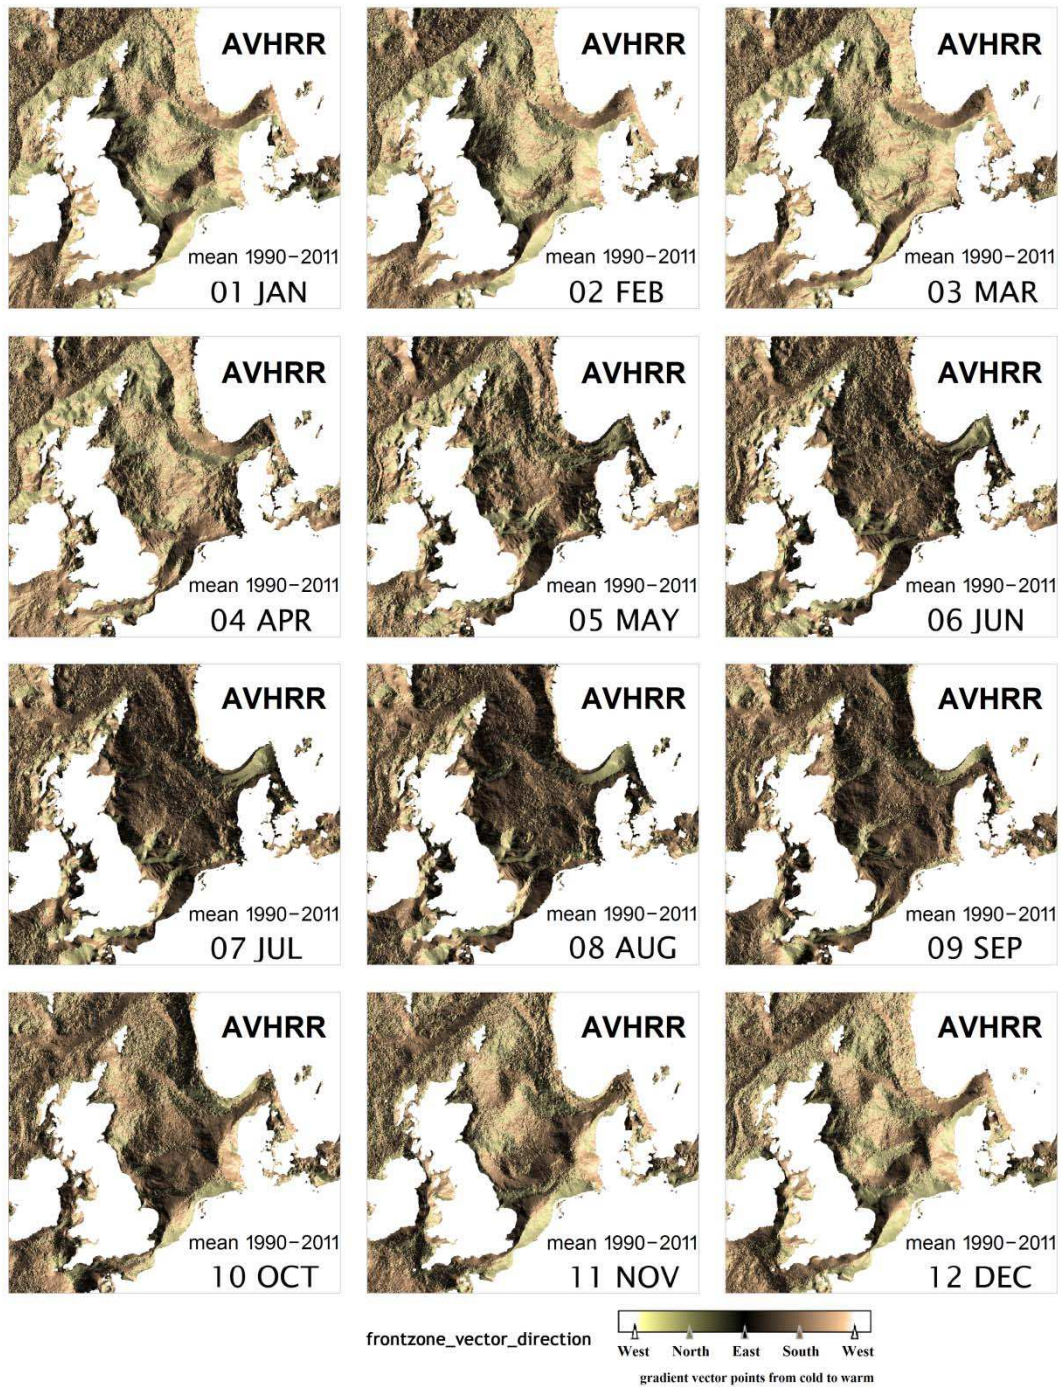 AVHRR
mean 1990–2011
01 JAN
AVHRR
mean 1990–2011
02 FEB
AVHRR
mean 1990–2011
03 MAR
AVHRR
mean 1990–2011
04 APR
AVHRR
mean 1990–2011
05 MAY
AVHRR
mean 1990–2011
06 JUN
AVHRR
mean 1990–2011
07 JUL
AVHRR
mean 1990–2011
08 AUG
AVHRR
mean 1990–2011
09 SEP
AVHRR
mean 1990–2011
10 OCT
AVHRR
mean 1990–2011
11 NOV
AVHRR
mean 1990–2011
12 DEC
frontzone_vector_direction
West North East South West
gradient vector points from cold to warm